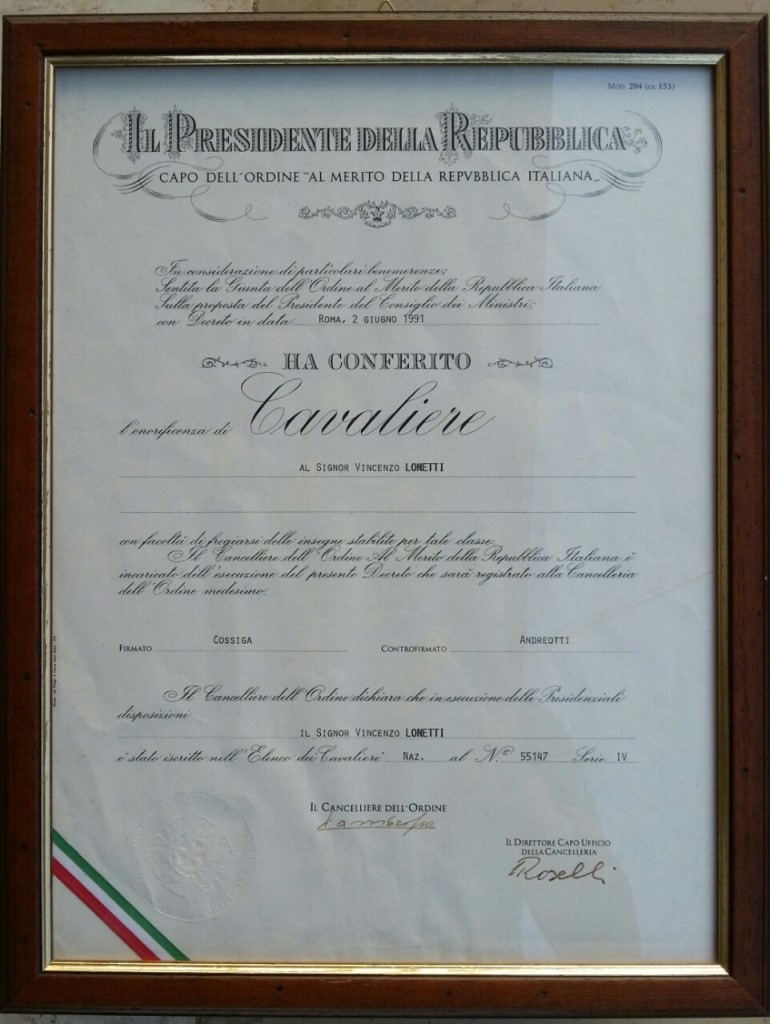 Mod. 204 (ex 153)
IL PRESIDENTE DELLA REPUBBLICA
CAPO DELL'ORDINE "AL MERITO DELLA REPVBBLICA ITALIANA"
In considerazione di particolari benemerenze;
Sentita la Giunta dell'Ordine al Merito della Repubblica Italiana
Sulla proposta del Presidente del Consiglio dei Ministri;
con Decreto in data ROMA, 2 GIUGNO 1991
HA CONFERITO
l'onorificenza di Cavaliere
AL SIGNOR VINCENZO LONETTI
con facoltà di fregiarsi delle insegne stabilite per tale classe.
Il Cancelliere dell'Ordine Al Merito della Repubblica Italiana è
incaricato dell'esecuzione del presente Decreto che sarà registrato alla Cancelleria
dell'Ordine medesimo.
FIRMATO COSSIGA CONTROFIRMATO ANDREOTTI
Il Cancelliere dell'Ordine dichiara che in esecuzione delle Presidenziali
disposizioni
IL SIGNOR VINCENZO LONETTI
è stato iscritto nell'Elenco dei Cavalieri NAZ. al N.° 55147 Serie IV
IL CANCELLIERE DELL'ORDINE
IL DIRETTORE CAPO UFFICIO
DELLA CANCELLERIA
Roselli